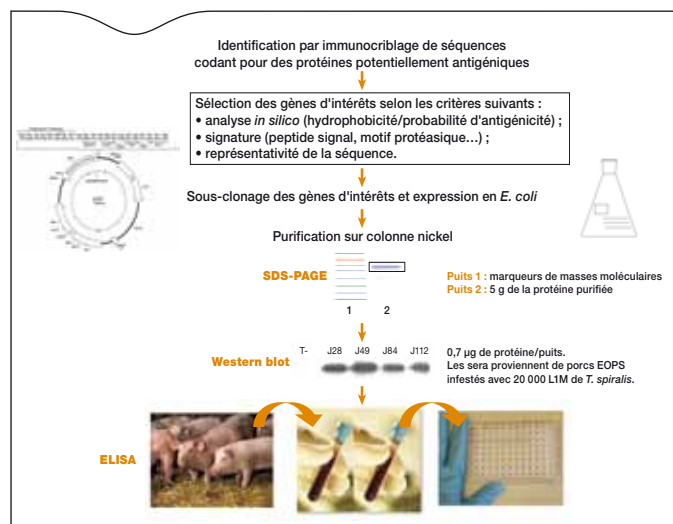 Identification par immunocriblage de séquences
codant pour des protéines potentiellement antigéniques
Sélection des gènes d'intérêts selon les critères suivants :
• analyse in silico (hydrophobicité/probabilité d'antigénicité) ;
• signature (peptide signal, motif protéasique...) ;
• représentativité de la séquence.
Sous-clonage des gènes d'intérêts et expression en E. coli
Purification sur colonne nickel
SDS-PAGE
Puits 1 : marqueurs de masses moléculaires
Puits 2 : 5 g de la protéine purifiée
1 2
Western blot
T- J28 J49 J84 J112
0,7 µg de protéine/puits.
Les sera proviennent de porcs EOPS
infestés avec 20 000 L1M de T. spiralis.
ELISA